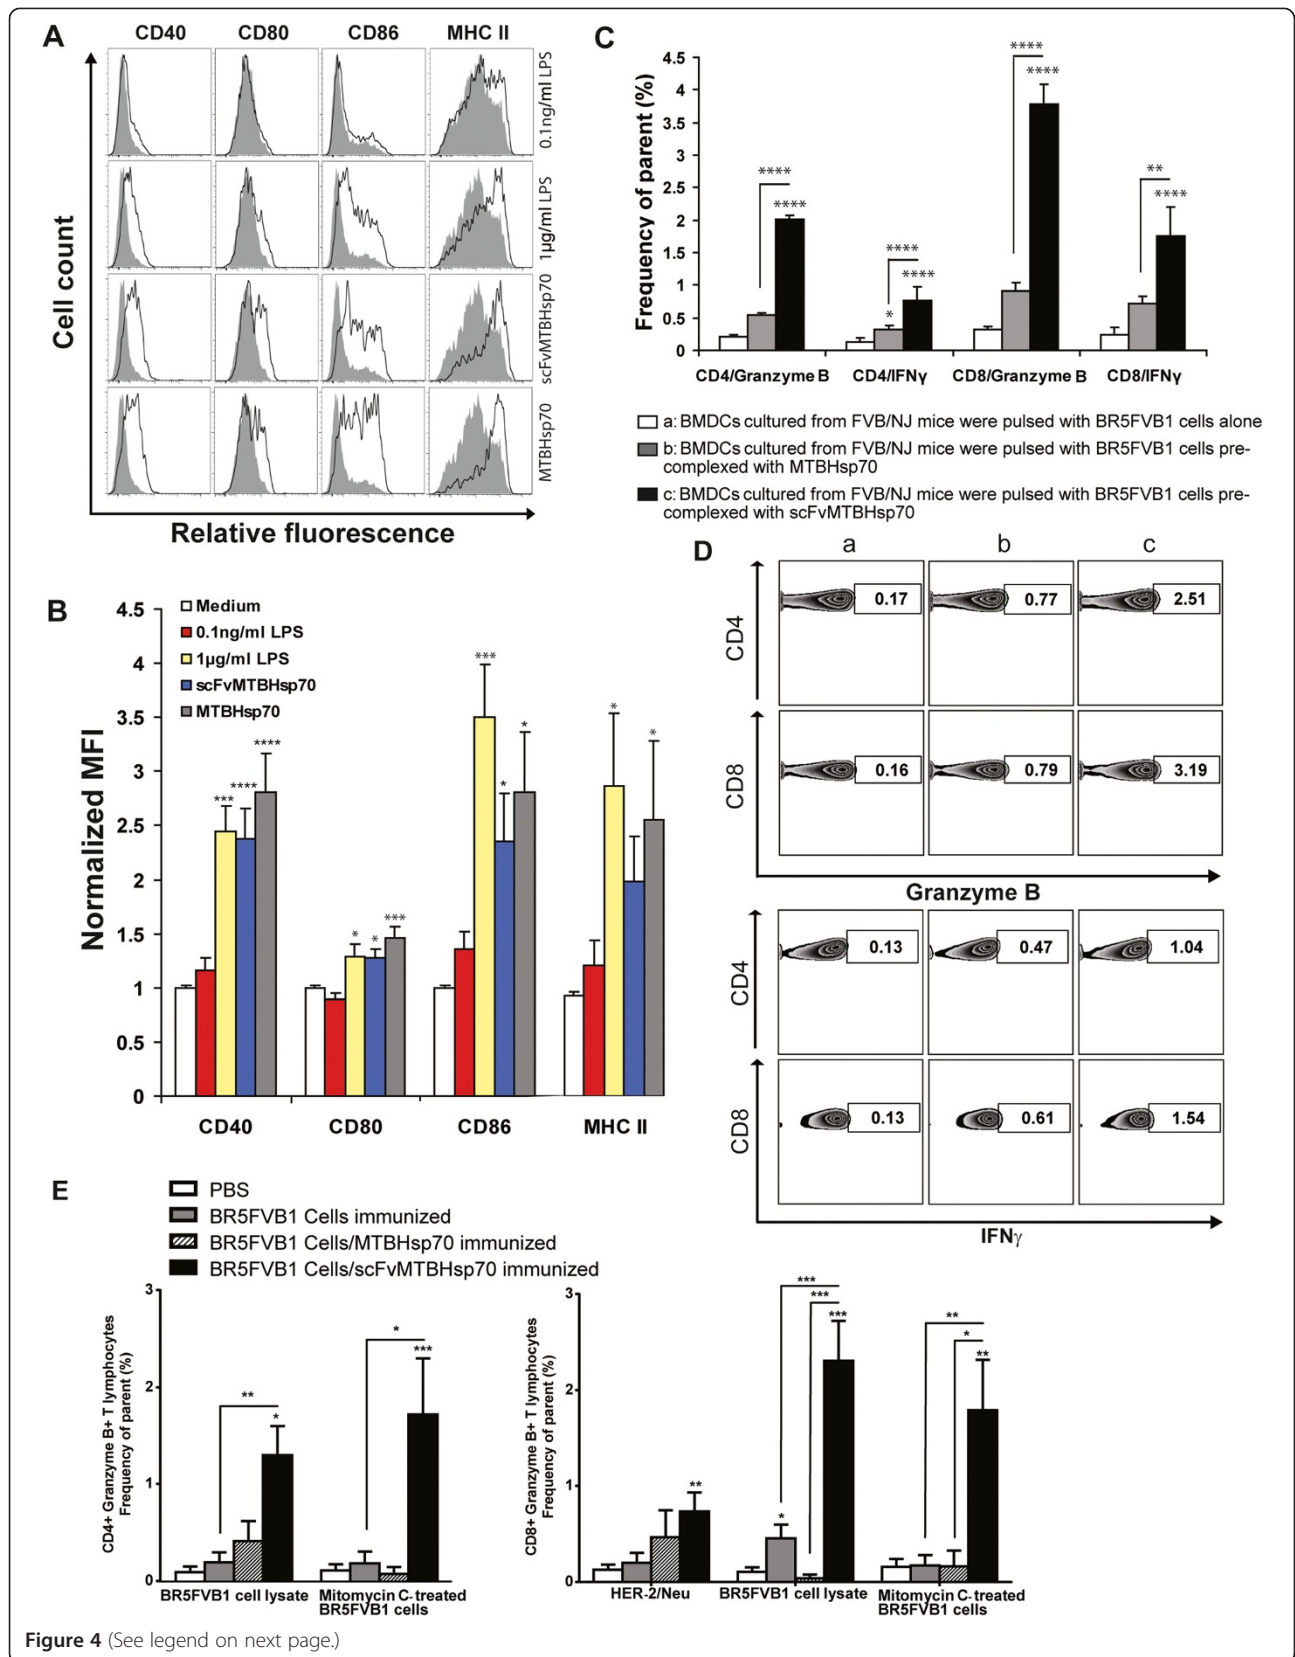 A
CD40 CD80 CD86 MHC II
0.1ng/ml LPS
1µg/ml LPS
scFvMTBHsp70
MTBHsp70
Cell count
Relative fluorescence
B
Medium
0.1ng/ml LPS
1µg/ml LPS
scFvMTBHsp70
MTBHsp70
Normalized MFI
4.5
4
3.5
3
2.5
2
1.5
1
0.5
0
*** **** ****
* * ***
*** * *
* *
CD40 CD80 CD86 MHC II
C
Frequency of parent (%)
4.5
4
3.5
3
2.5
2
1.5
1
0.5
0
**** ****
* **** ****
**** ****
** ****
CD4/Granzyme B CD4/IFNγ CD8/Granzyme B CD8/IFNγ
a: BMDCs cultured from FVB/NJ mice were pulsed with BR5FVB1 cells alone
b: BMDCs cultured from FVB/NJ mice were pulsed with BR5FVB1 cells pre-
complexed with MTBHsp70
c: BMDCs cultured from FVB/NJ mice were pulsed with BR5FVB1 cells pre-
complexed with scFvMTBHsp70
D
a b c
CD4
0.17 0.77 2.51
CD8
0.16 0.79 3.19
Granzyme B
CD4
0.13 0.47 1.04
CD8
0.13 0.61 1.54
IFNγ
E
PBS
BR5FVB1 Cells immunized
BR5FVB1 Cells/MTBHsp70 immunized
BR5FVB1 Cells/scFvMTBHsp70 immunized
CD4+ Granzyme B+ T lymphocytes
Frequency of parent (%)
3
2
1
0
** *
* ***
BR5FVB1 cell lysate
Mitomycin C-treated
BR5FVB1 cells
CD8+ Granzyme B+ T lymphocytes
Frequency of parent (%)
3
2
1
0
**
* *** *** ***
** * **
HER-2/Neu
BR5FVB1 cell lysate
Mitomycin C-treated
BR5FVB1 cells
Figure 4 (See legend on next page.)